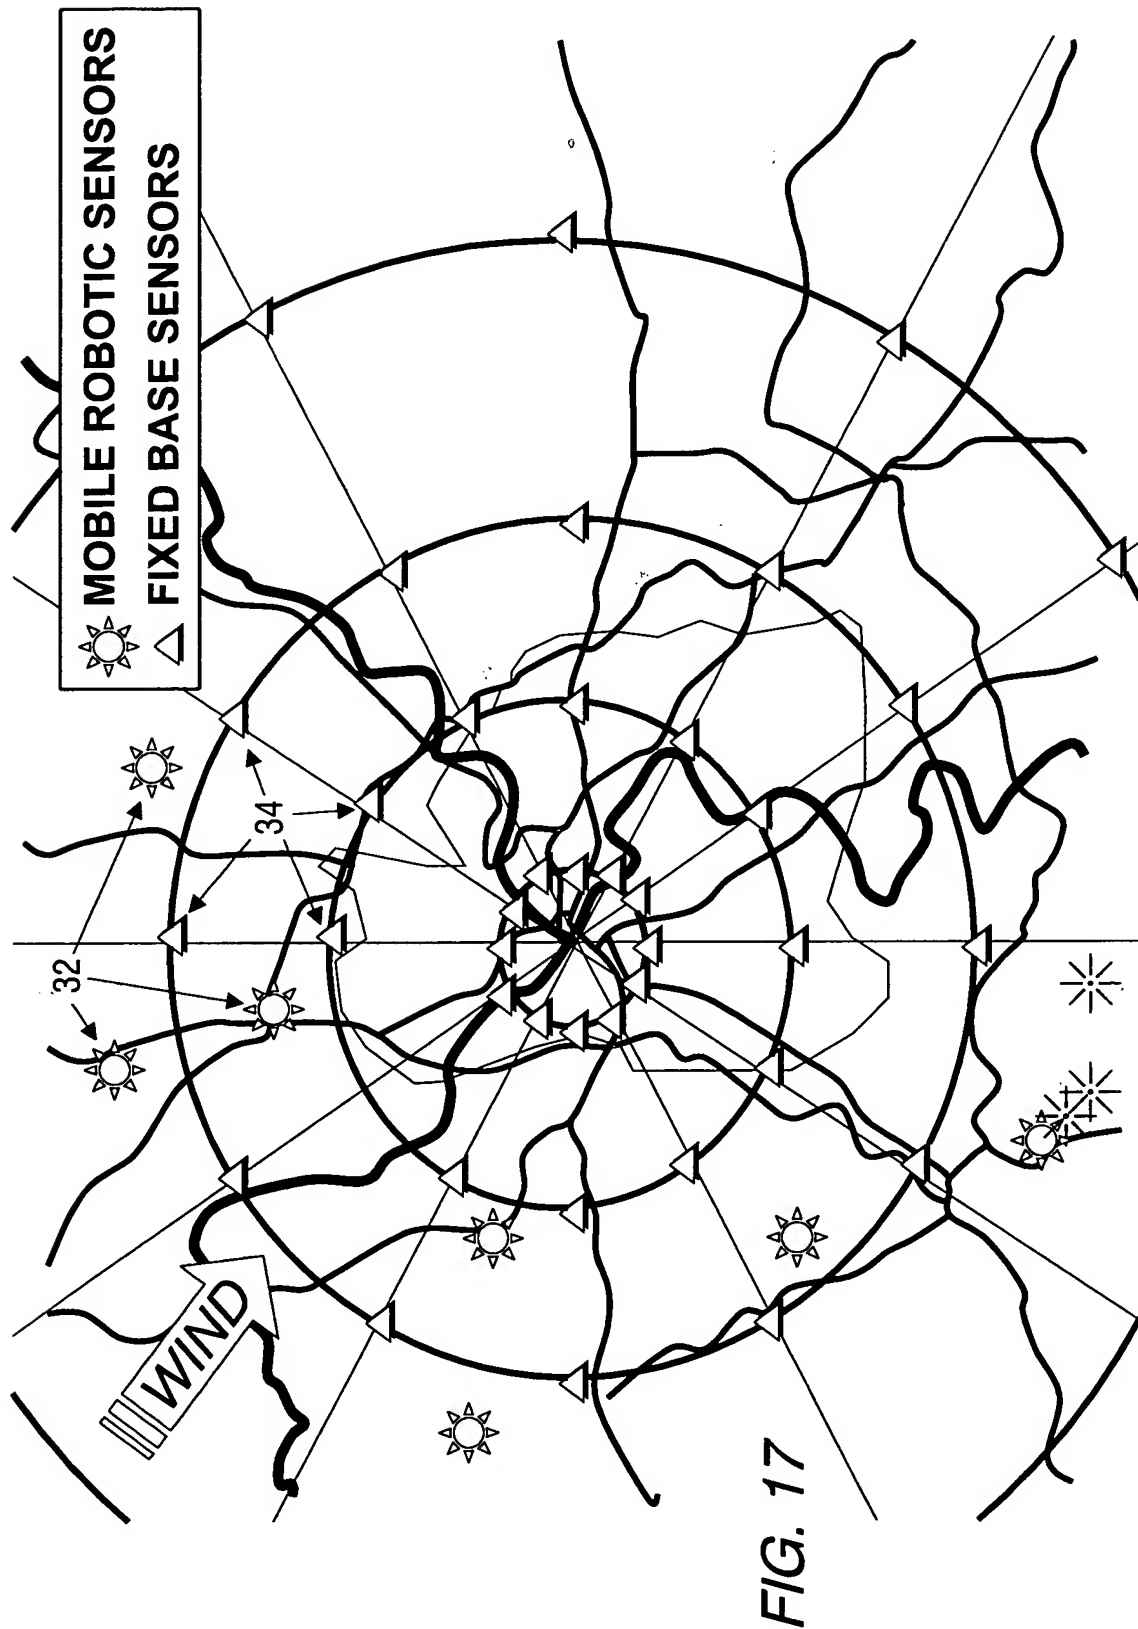 MOBILE ROBOTIC SENSORS
FIXED BASE SENSORS
32
34
WIND
FIG. 17